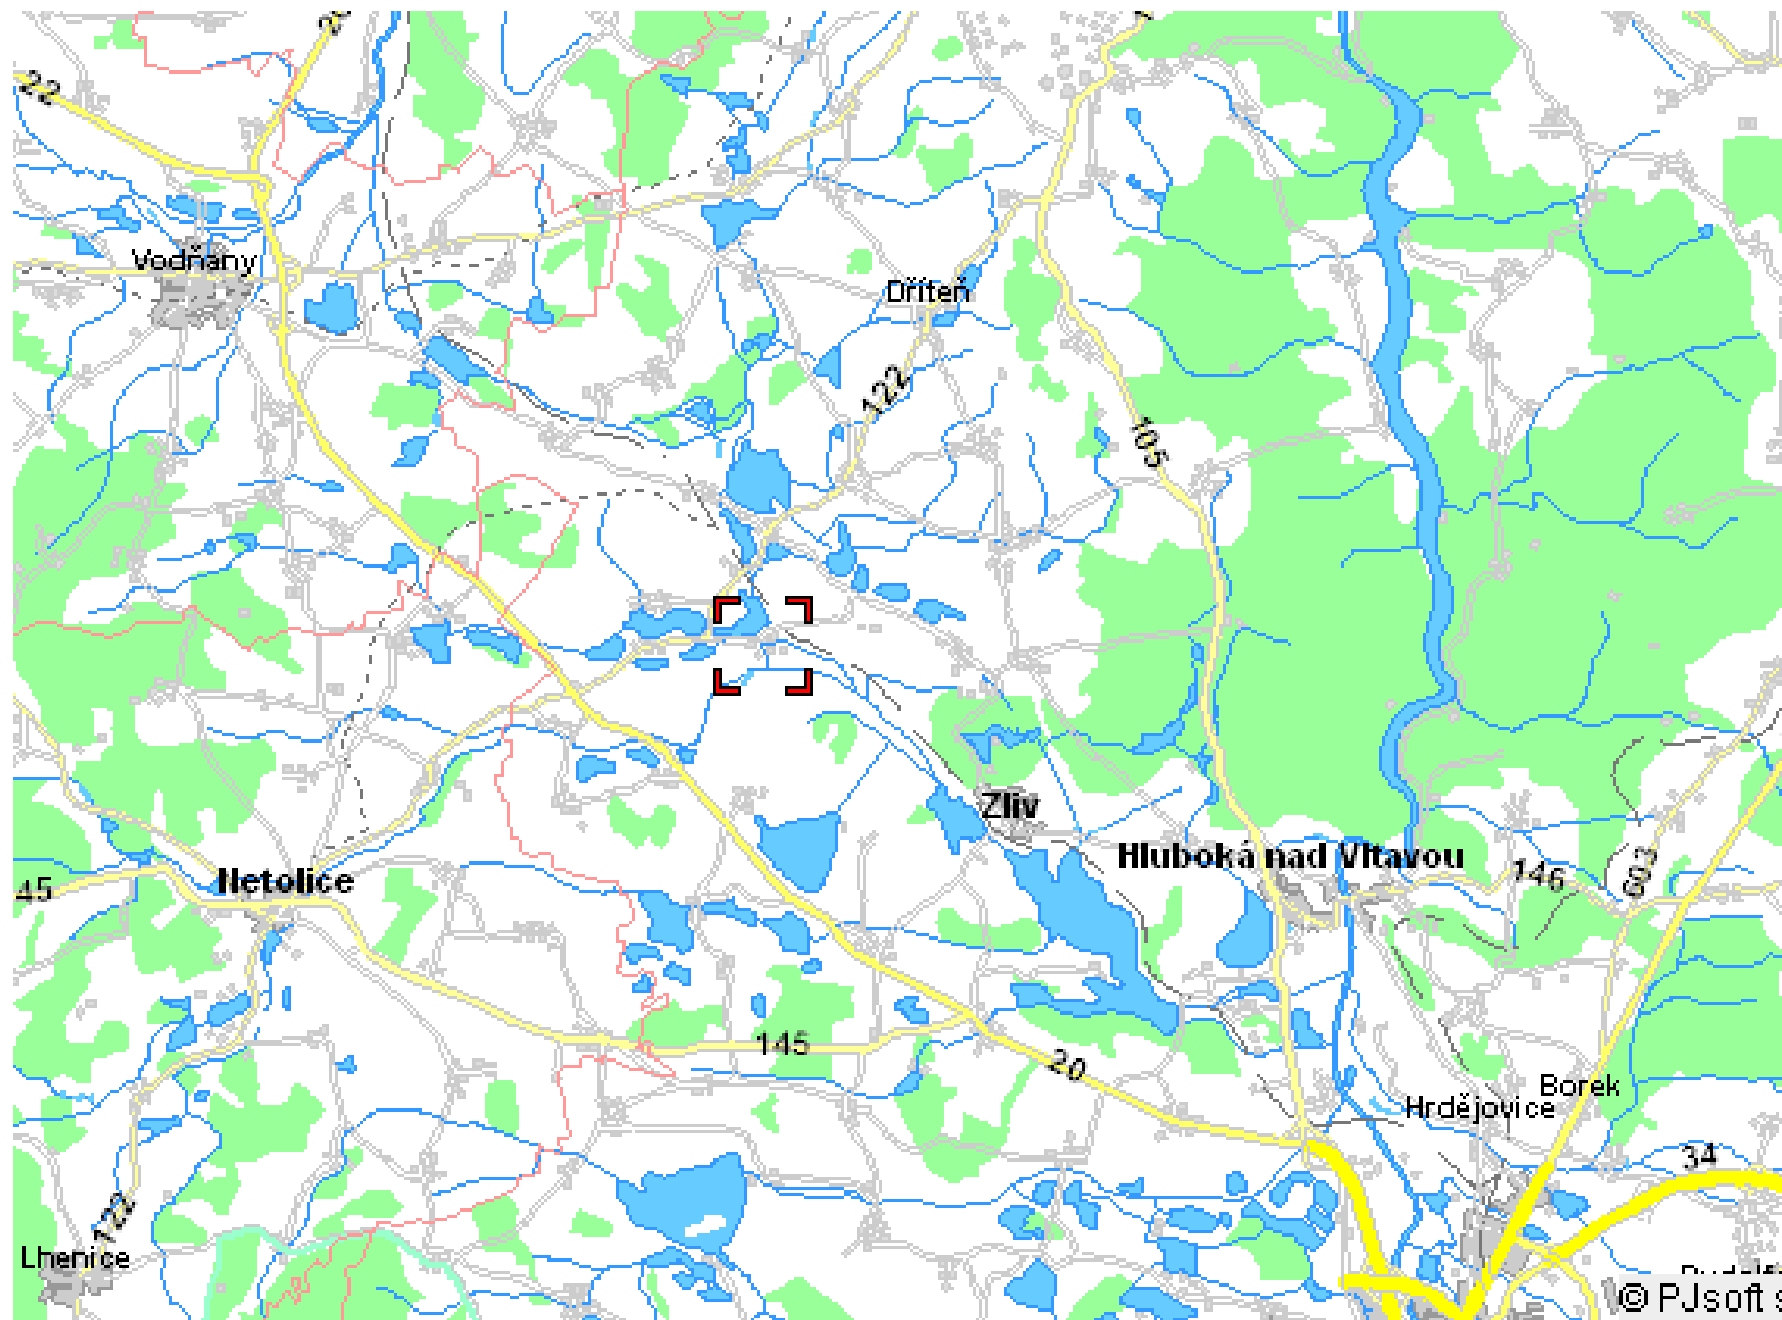 22
Vodňany
Dříteň
122
105
Zliv
Hluboká nad Vltavou
146
603
Netolice
45
145
20
Borek
Hrdějovice
34
122
Lhenice
© PJsoft s